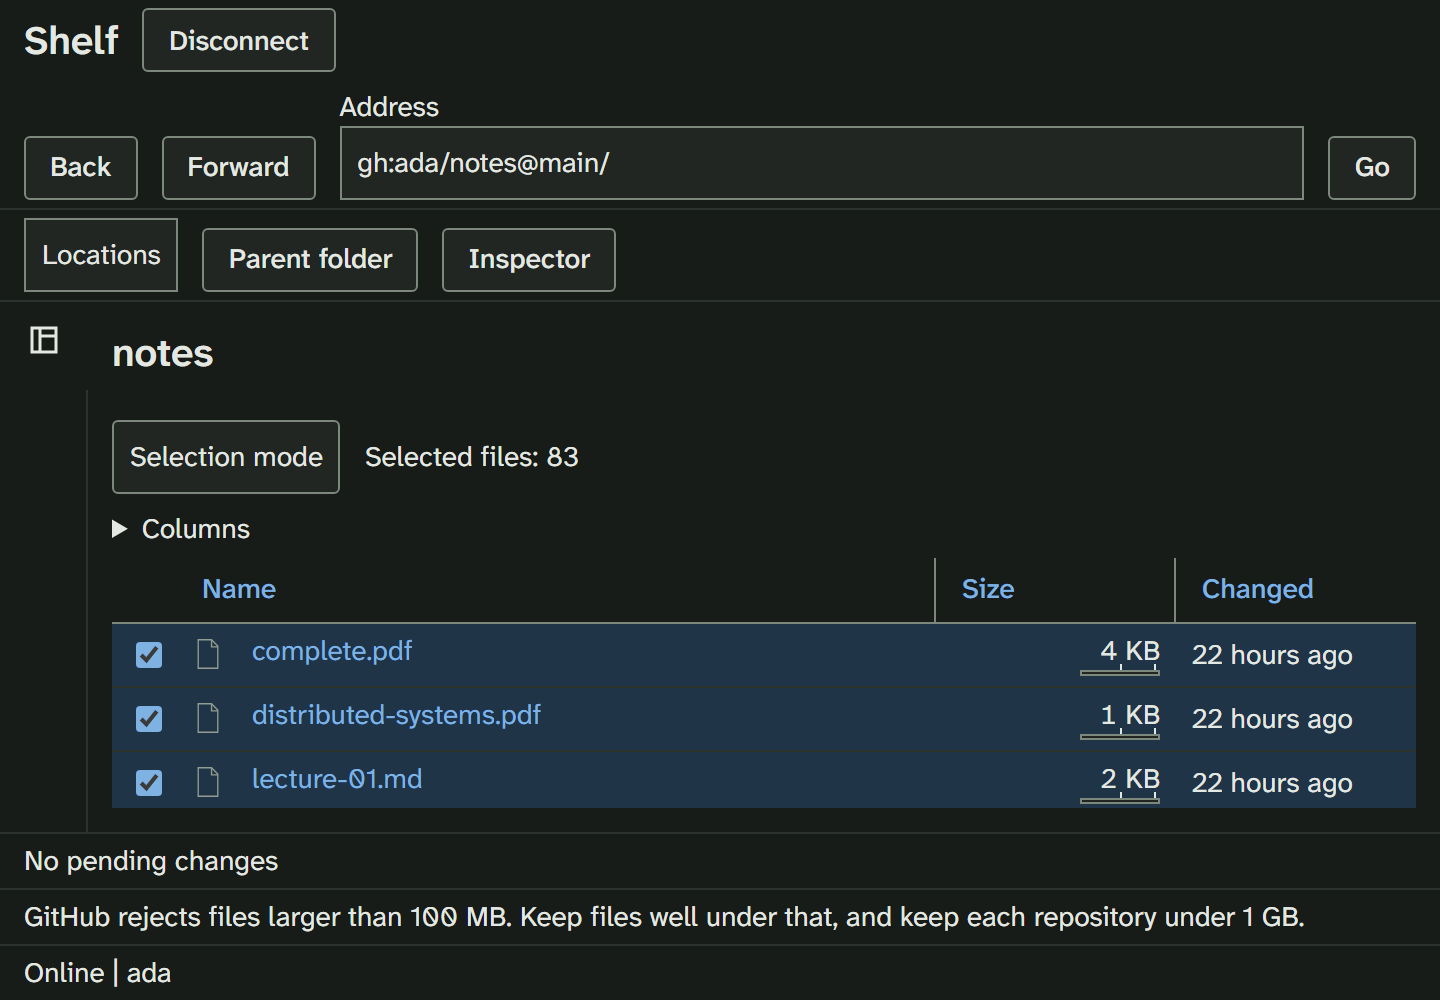 Shelf Disconnect
Address
Back Forward gh:ada/notes@main/ Go
Locations Parent folder Inspector
notes
Selection mode Selected files: 83
Columns
Name Size Changed
complete.pdf 4 KB 22 hours ago
distributed-systems.pdf 1 KB 22 hours ago
lecture-01.md 2 KB 22 hours ago
No pending changes
GitHub rejects files larger than 100 MB. Keep files well under that, and keep each repository under 1 GB.
Online | ada